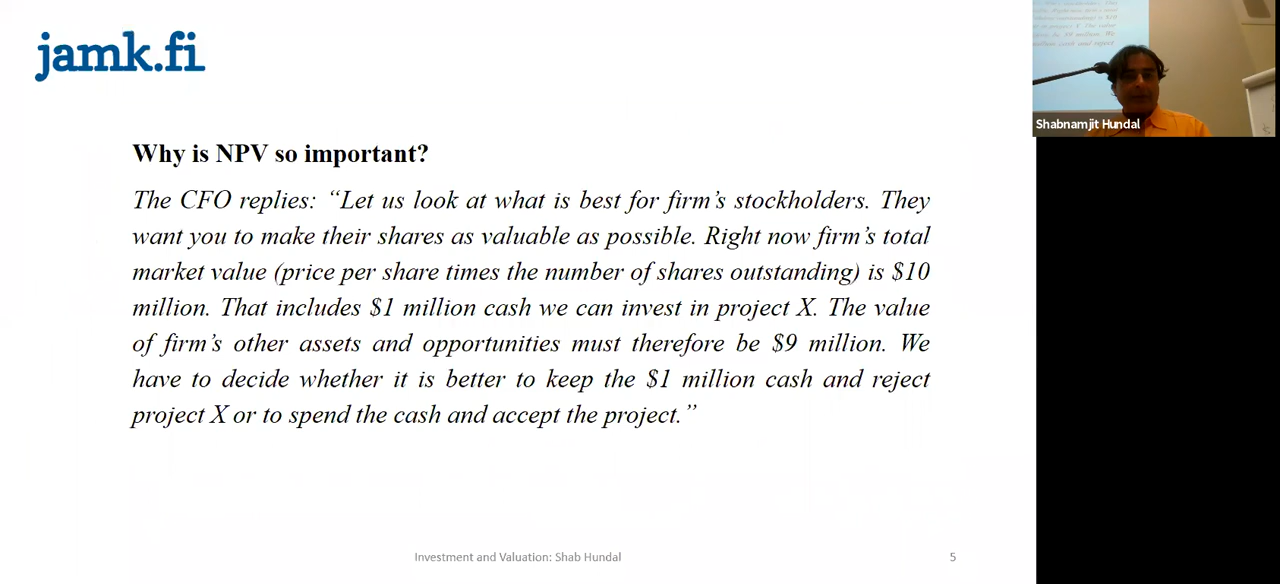 jamk.fi
Why is NPV so important?
The CFO replies: “Let us look at what is best for firm’s stockholders. They
want you to make their shares as valuable as possible. Right now firm’s total
market value (price per share times the number of shares outstanding) is $10
million. That includes $1 million cash we can invest in project X. The value
of firm’s other assets and opportunities must therefore be $9 million. We
have to decide whether it is better to keep the $1 million cash and reject
project X or to spend the cash and accept the project.”
Investment and Valuation: Shab Hundal
5
Shabnamjit Hundal